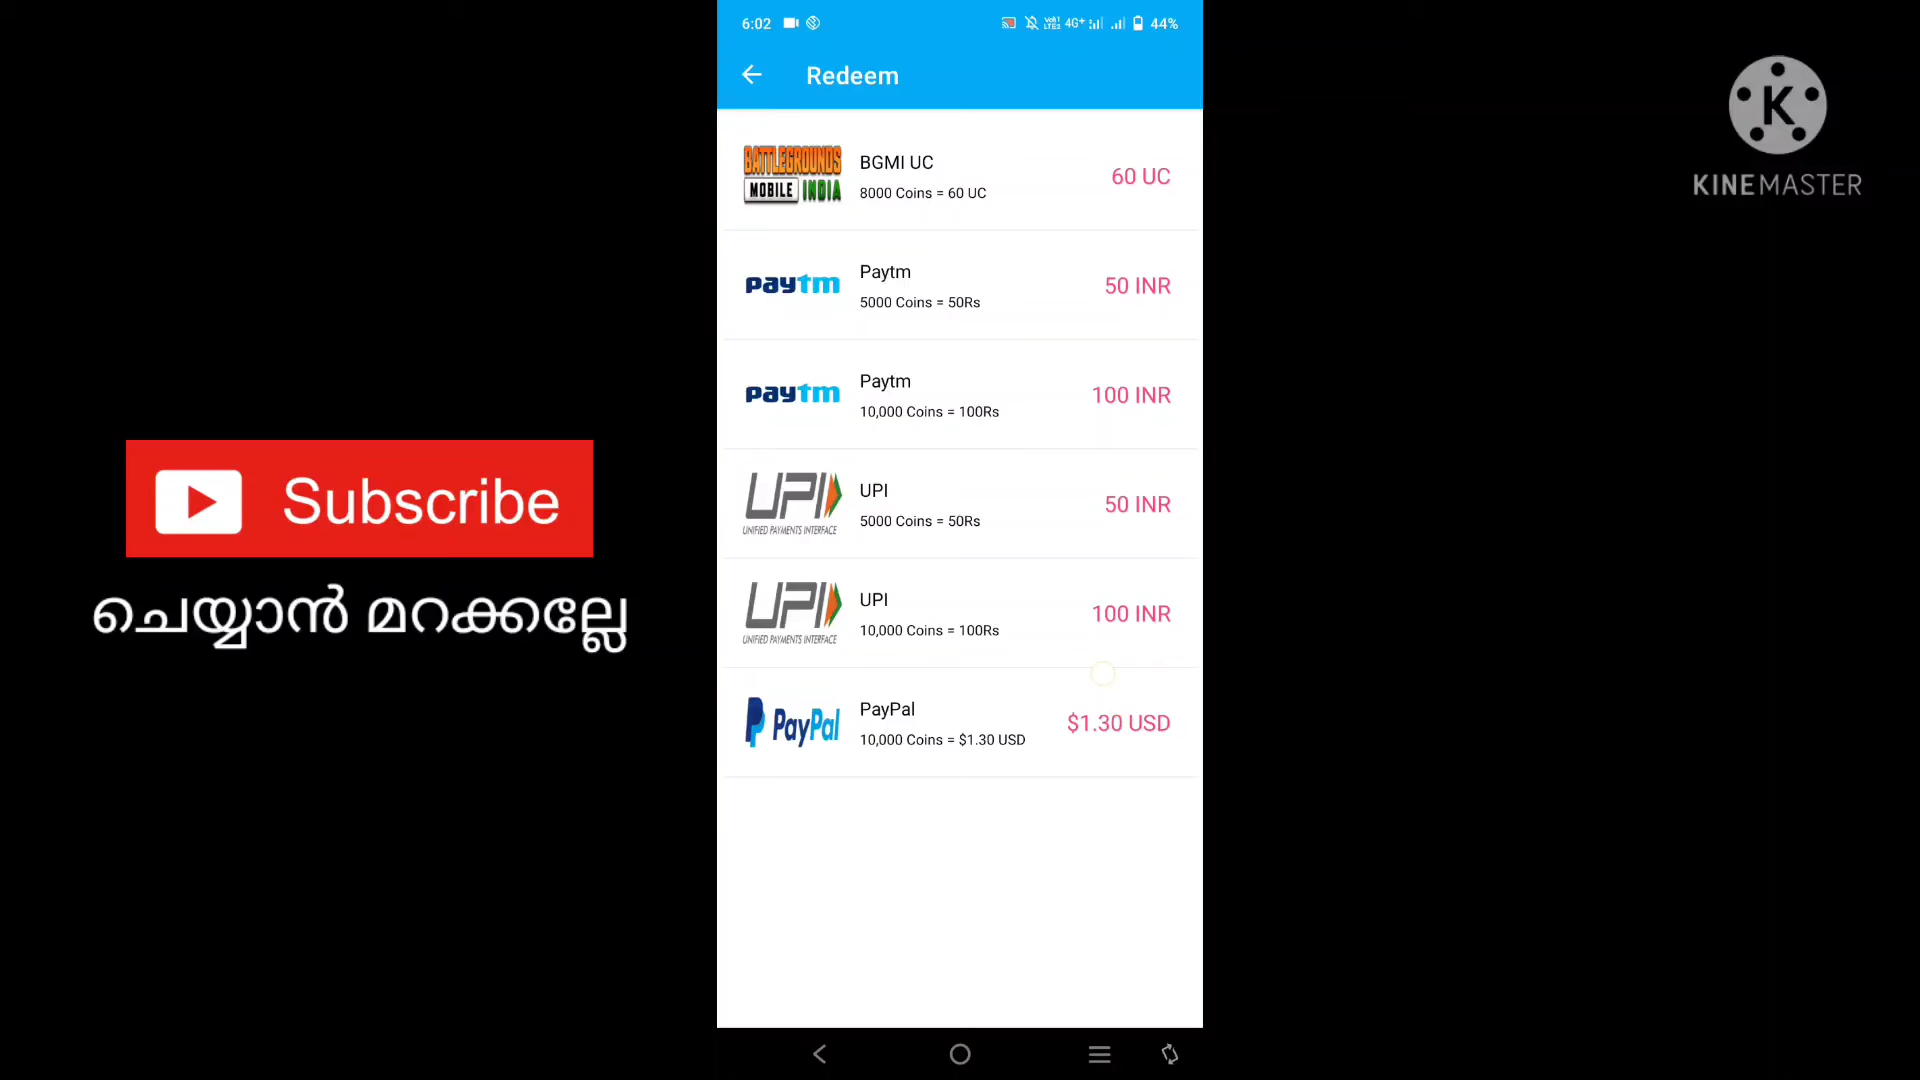 6:02
4G+
44%
Redeem
BATTLEGROUNDS
MOBILE INDIA
BGMI UC
8000 Coins = 60 UC
60 UC
paytm
Paytm
5000 Coins = 50Rs
50 INR
paytm
Paytm
10,000 Coins = 100Rs
100 INR
UPI
UNIFIED PAYMENTS INTERFACE
UPI
5000 Coins = 50Rs
50 INR
UPI
UNIFIED PAYMENTS INTERFACE
UPI
10,000 Coins = 100Rs
100 INR
PayPal
PayPal
10,000 Coins = $1.30 USD
$1.30 USD
Subscribe
ചെയ്യാൻ മറക്കല്ലേ
K
KINEMASTER